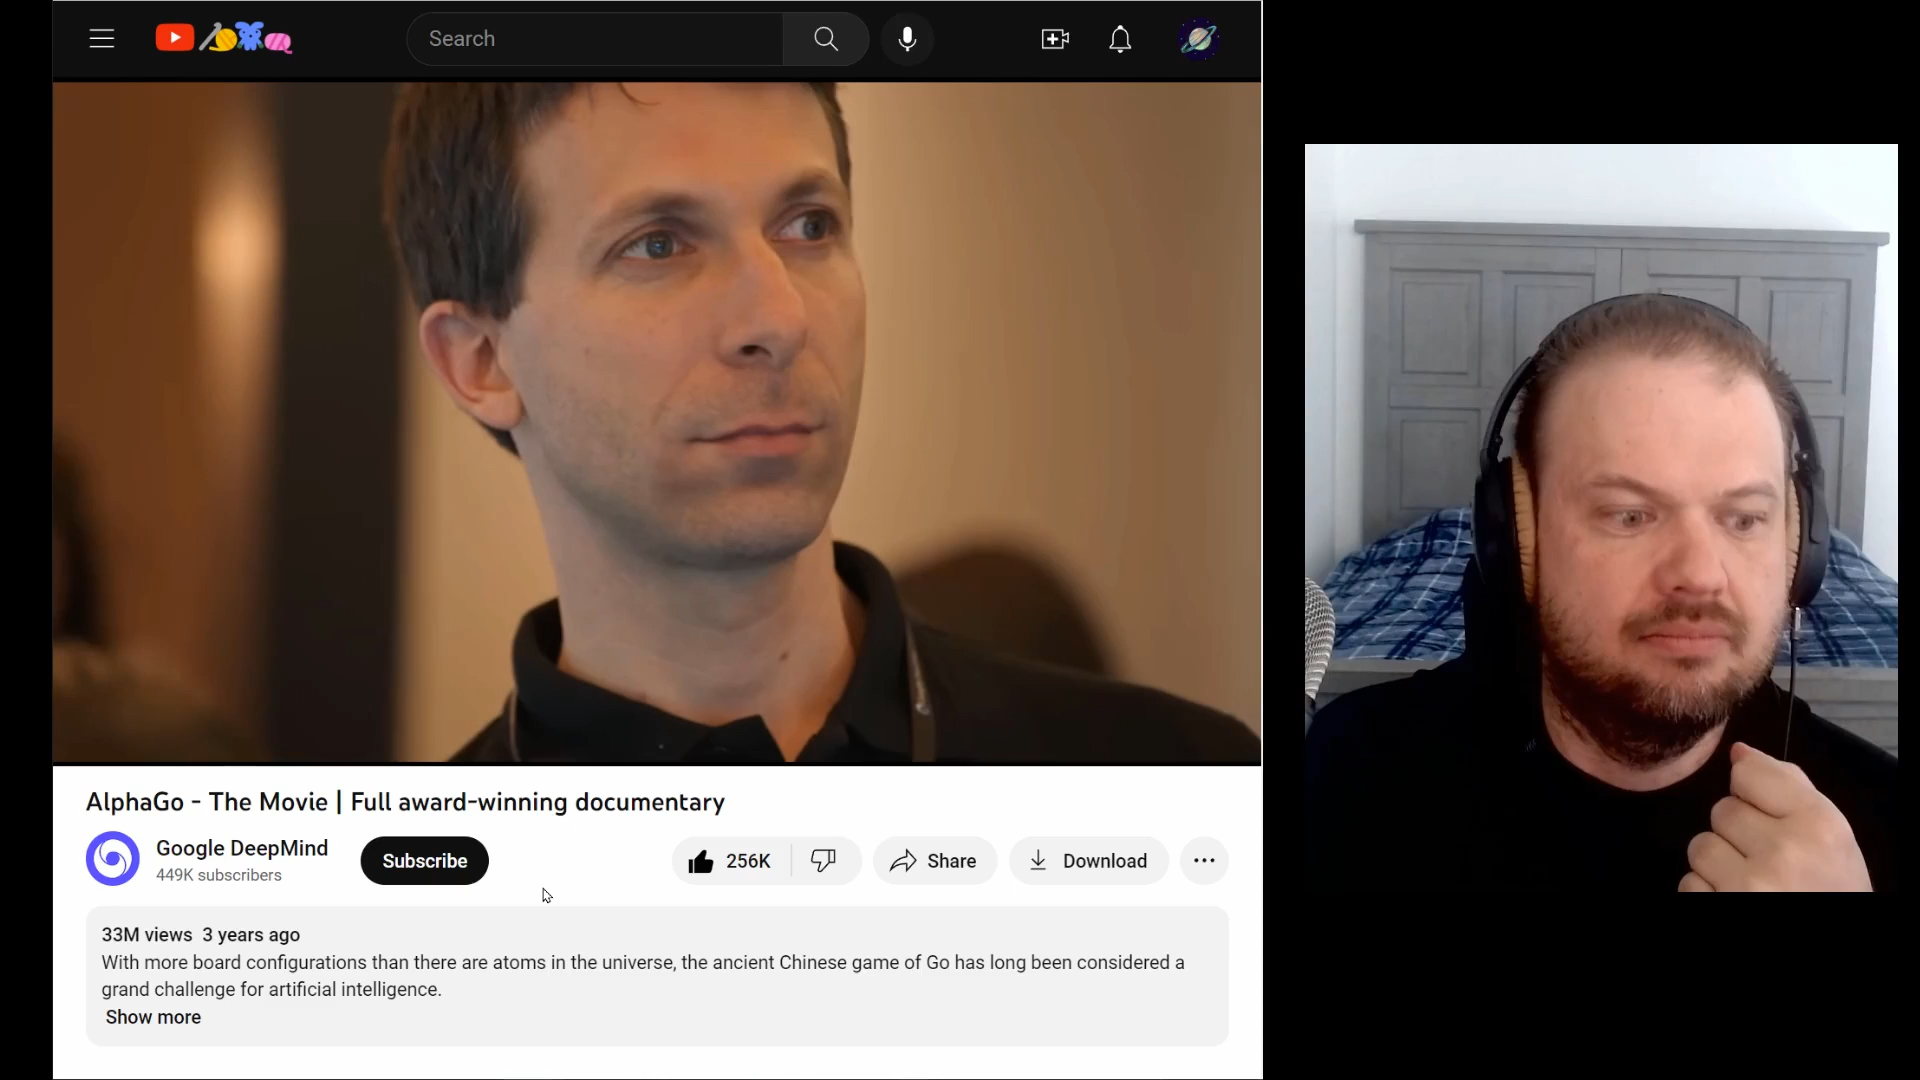 Search
AlphaGo - The Movie | Full award-winning documentary
Google DeepMind
449K subscribers
Subscribe
256K
Share
Download
33M views 3 years ago
With more board configurations than there are atoms in the universe, the ancient Chinese game of Go has long been considered a
grand challenge for artificial intelligence.
Show more